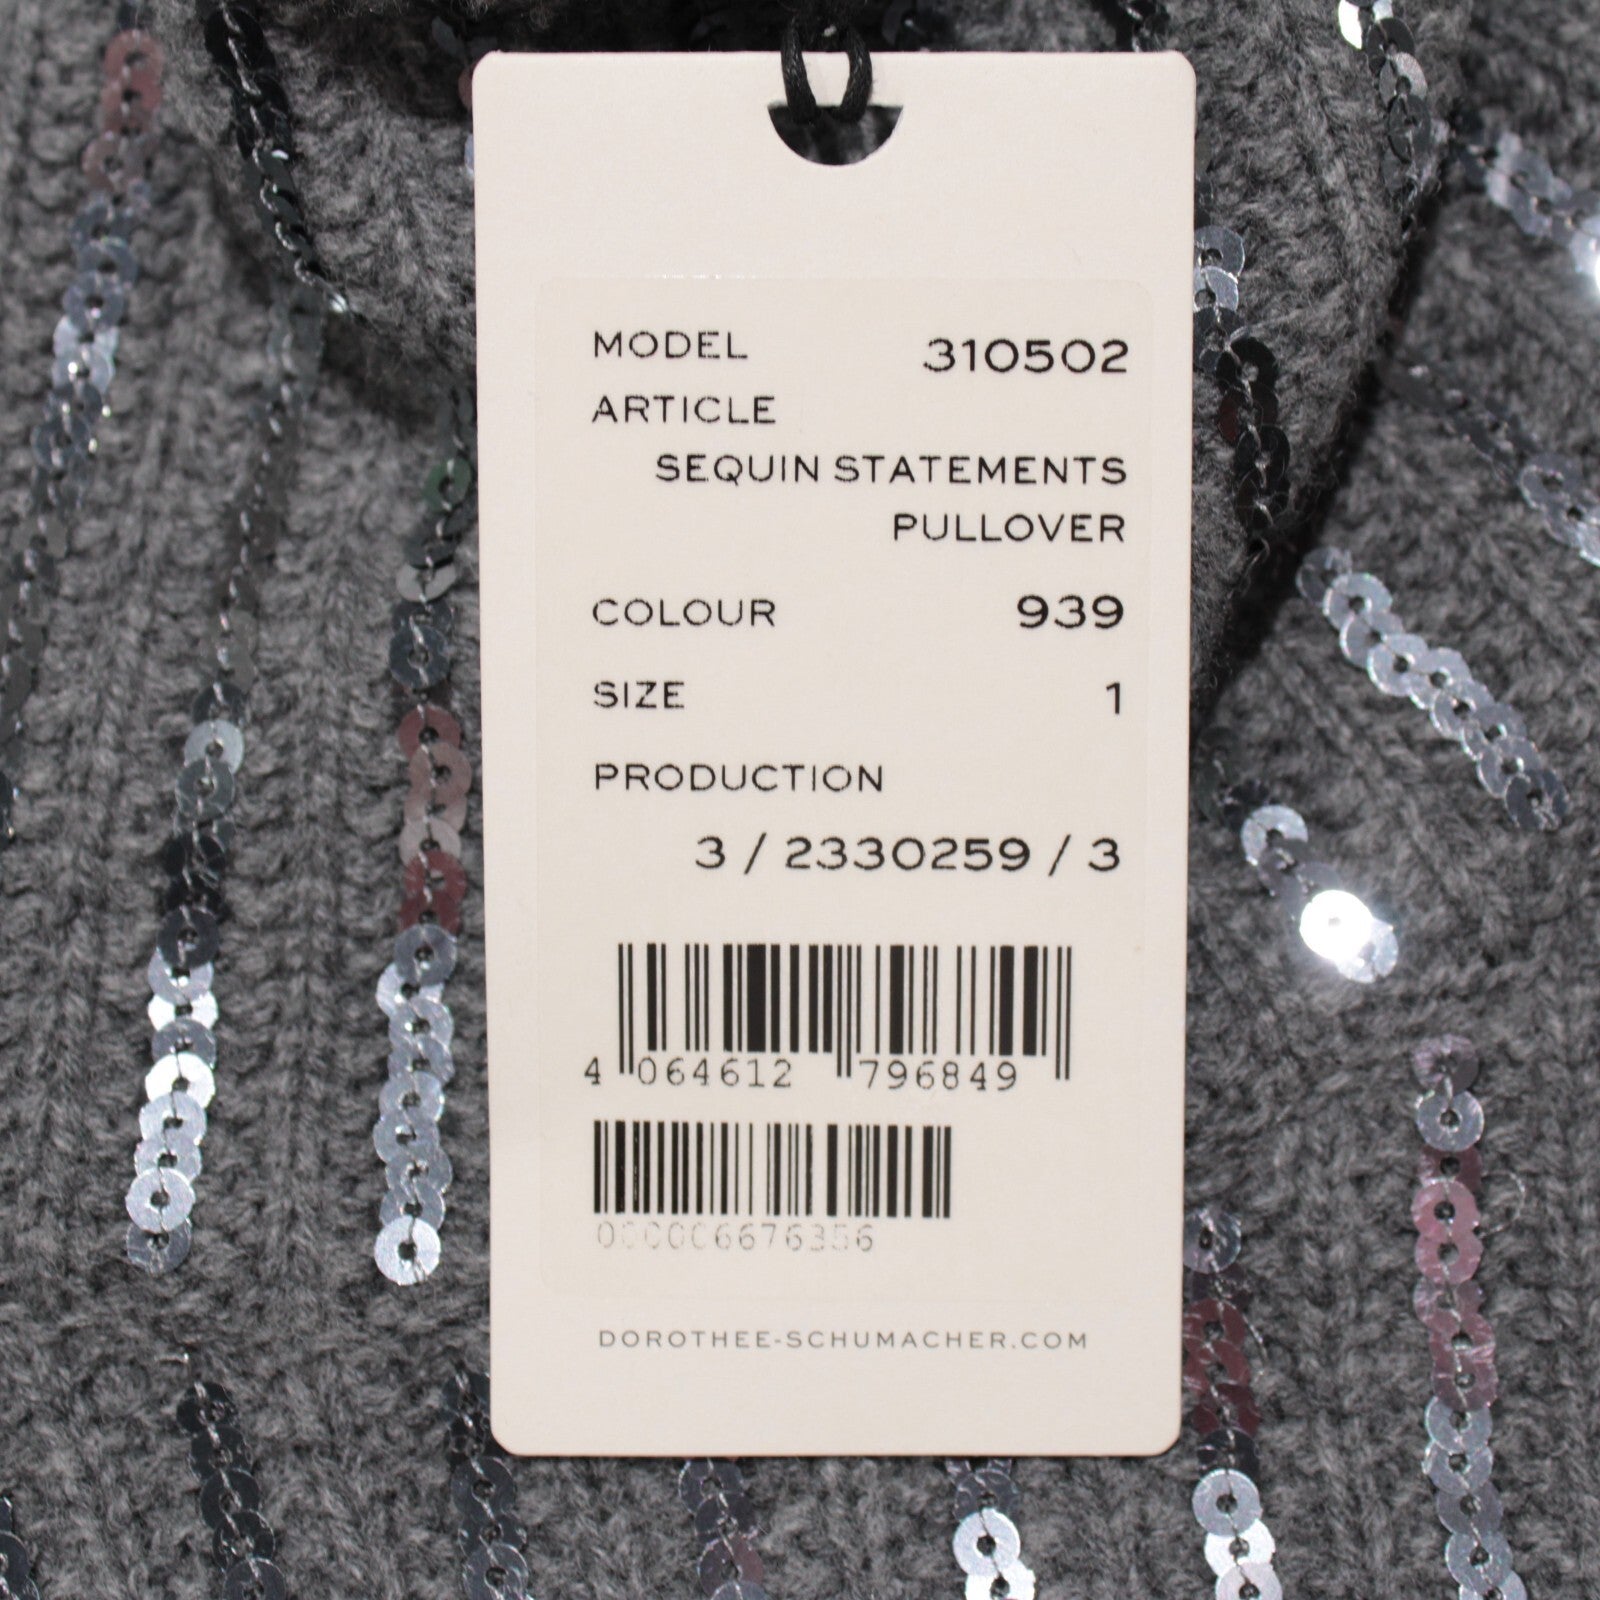 MODEL 310502
ARTICLE
SEQUIN STATEMENTS
PULLOVER
COLOUR 939
SIZE 1
PRODUCTION
3 / 2330259 / 3
4 064612 796849
000006676356
DOROTHEE-SCHUMACHER.COM